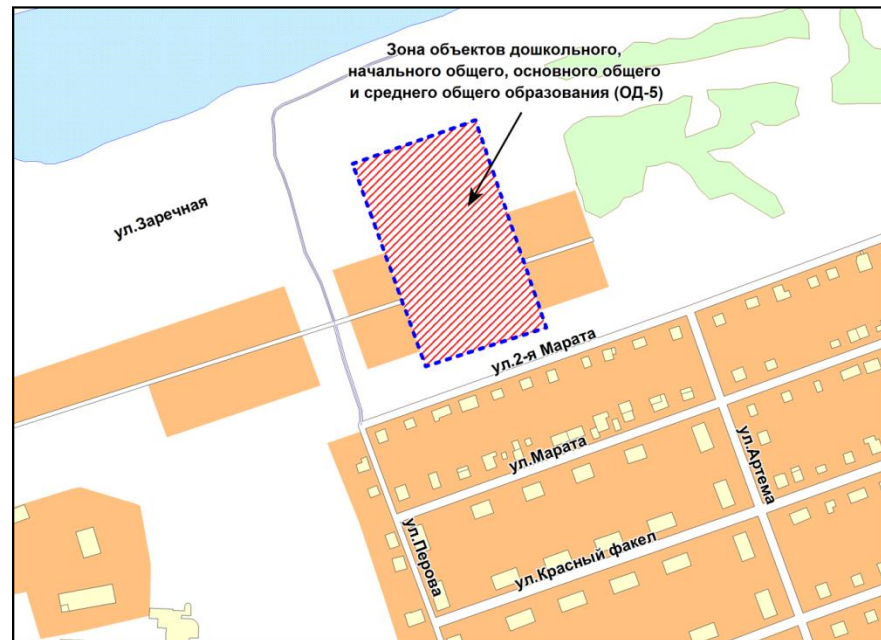 Зона объектов дошкольного,
начального общего, основного общего
и среднего общего образования (ОД-5)
ул.Заречная
ул.2-я Марата
ул.Марата
ул.Артема
ул.Перова
ул.Красный факел